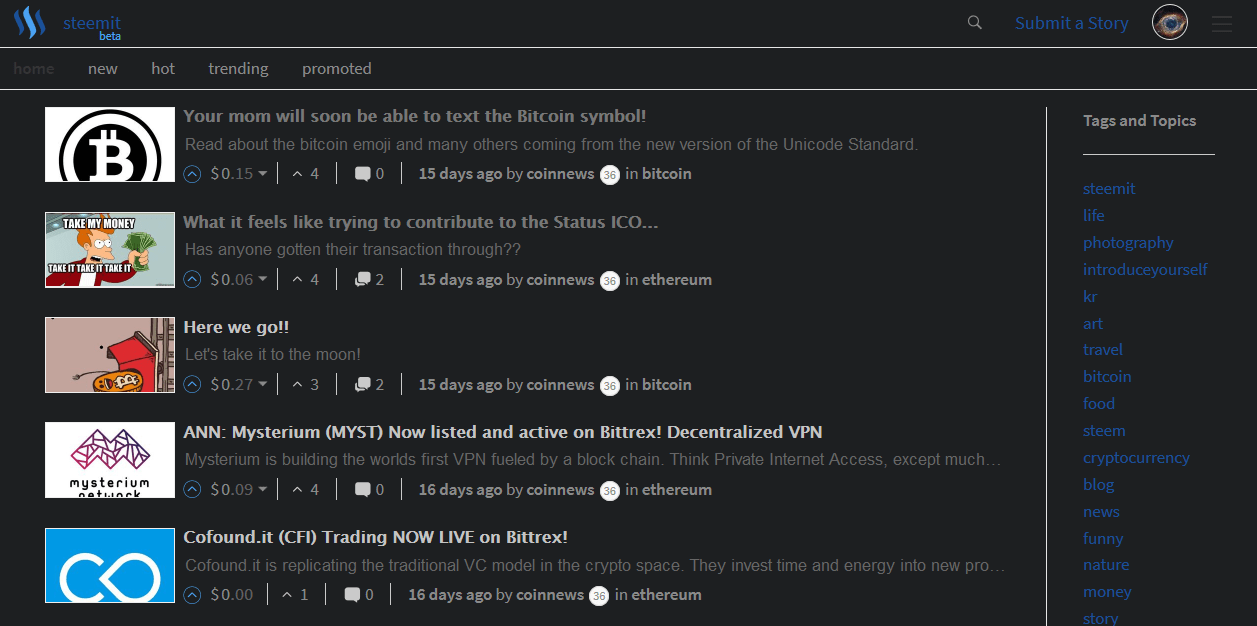 steemit
beta
Submit a Story
home new hot trending promoted
Your mom will soon be able to text the Bitcoin symbol!
Read about the bitcoin emoji and many others coming from the new version of the Unicode Standard.
$0.15 4 0 15 days ago by coinnews 36 in bitcoin
TAKE MY MONEY
TAKE IT TAKE IT TAKE IT
What it feels like trying to contribute to the Status ICO...
Has anyone gotten their transaction through??
$0.06 4 2 15 days ago by coinnews 36 in ethereum
Here we go!!
Let's take it to the moon!
$0.27 3 2 15 days ago by coinnews 36 in bitcoin
mysterium
network
ANN: Mysterium (MYST) Now listed and active on Bittrex! Decentralized VPN
Mysterium is building the worlds first VPN fueled by a block chain. Think Private Internet Access, except much…
$0.09 4 0 16 days ago by coinnews 36 in ethereum
Cofound.it (CFI) Trading NOW LIVE on Bittrex!
Cofound.it is replicating the traditional VC model in the crypto space. They invest time and energy into new pro…
$0.00 1 0 16 days ago by coinnews 36 in ethereum
Tags and Topics
steemit
life
photography
introduceyourself
kr
art
travel
bitcoin
food
steem
cryptocurrency
blog
news
funny
nature
money
story